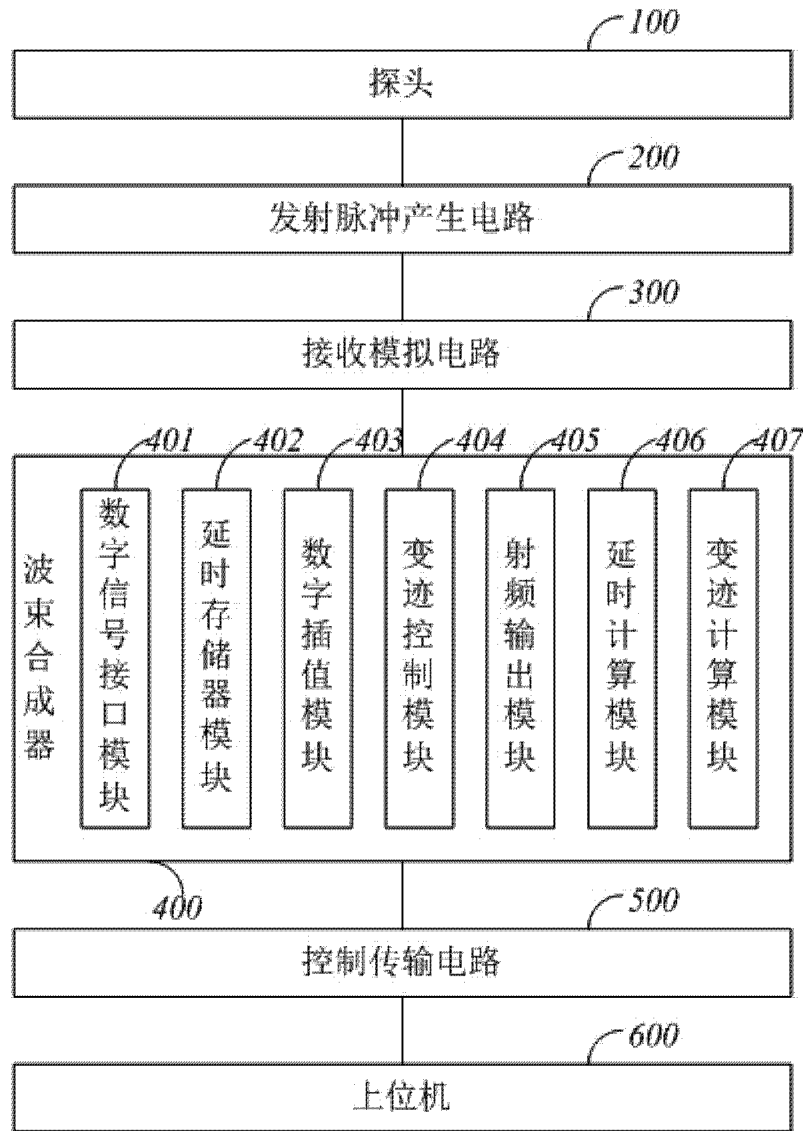 100
探头
200
发射脉冲产生电路
300
接收模拟电路
401
402
403
404
405
406
407
波束合成器
数字信号接口模块
延时存储器模块
数字插值模块
变迹控制模块
射频输出模块
延时计算模块
变迹计算模块
400
500
控制传输电路
600
上位机